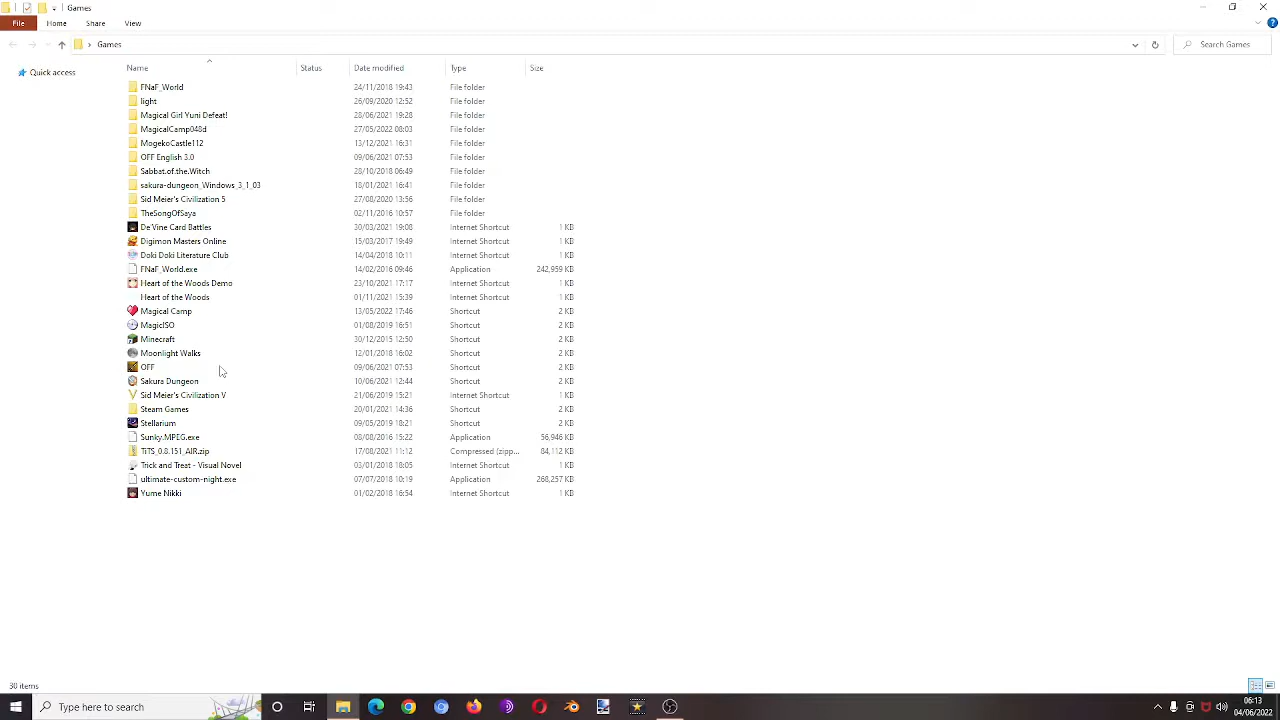 Games
File Home Share View
Games Search Games
Quick access
Name Status Date modified Type Size
FNaF_World 24/11/2018 19:43 File folder
light 26/09/2020 12:52 File folder
Magical Girl Yuni Defeat! 28/06/2021 19:28 File folder
MagicalCamp048d 27/05/2022 08:03 File folder
MogekoCastle112 13/12/2021 16:31 File folder
OFF English 3.0 09/06/2021 07:53 File folder
Sabbat.of.the.Witch 28/10/2018 06:49 File folder
sakura-dungeon_Windows_3_1_03 18/01/2021 16:41 File folder
Sid Meier's Civilization 5 27/08/2020 13:56 File folder
TheSongOfSaya 02/11/2016 10:57 File folder
De Vine Card Battles 30/03/2021 19:08 Internet Shortcut 1 KB
Digimon Masters Online 15/03/2017 19:49 Internet Shortcut 1 KB
Doki Doki Literature Club 14/04/2018 10:11 Internet Shortcut 1 KB
FNaF_World.exe 14/02/2016 09:46 Application 242,959 KB
Heart of the Woods Demo 23/10/2021 17:17 Internet Shortcut 1 KB
Heart of the Woods 01/11/2021 15:39 Internet Shortcut 1 KB
Magical Camp 13/05/2022 17:46 Shortcut 2 KB
MagicISO 01/08/2019 16:51 Shortcut 2 KB
Minecraft 30/12/2015 12:50 Shortcut 2 KB
Moonlight Walks 12/01/2018 16:02 Shortcut 2 KB
OFF 09/06/2021 07:53 Shortcut 2 KB
Sakura Dungeon 10/06/2021 12:44 Shortcut 2 KB
Sid Meier's Civilization V 21/06/2019 15:21 Internet Shortcut 1 KB
Steam Games 20/01/2021 14:36 Shortcut 2 KB
Stellarium 09/05/2019 18:21 Shortcut 2 KB
Sunky.MPEG.exe 08/08/2016 15:22 Application 56,946 KB
TiTS_0.8.151_AIR.zip 17/08/2021 11:12 Compressed (zipp... 84,112 KB
Trick and Treat - Visual Novel 03/01/2018 18:05 Internet Shortcut 1 KB
ultimate-custom-night.exe 07/07/2018 10:19 Application 268,257 KB
Yume Nikki 01/02/2018 16:54 Internet Shortcut 1 KB
30 items
Type here to search 06:13
04/06/2022